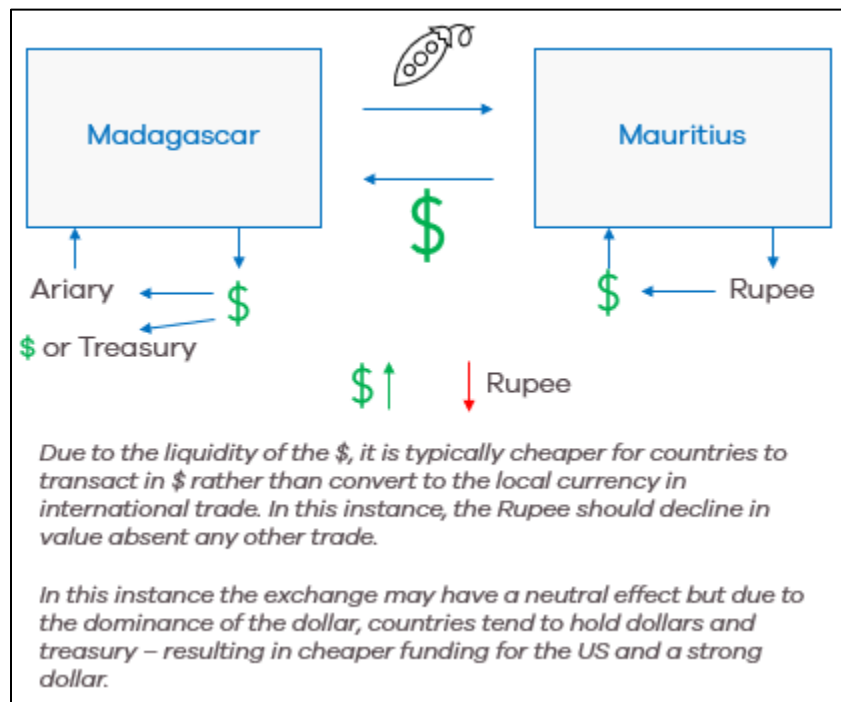 Madagascar
Mauritius
$
Ariary
$
$
Rupee
$ or Treasury
$
Rupee
Due to the liquidity of the $, it is typically cheaper for countries to
transact in $ rather than convert to the local currency in
international trade. In this instance, the Rupee should decline in
value absent any other trade.
In this instance the exchange may have a neutral effect but due to
the dominance of the dollar, countries tend to hold dollars and
treasury – resulting in cheaper funding for the US and a strong
dollar.